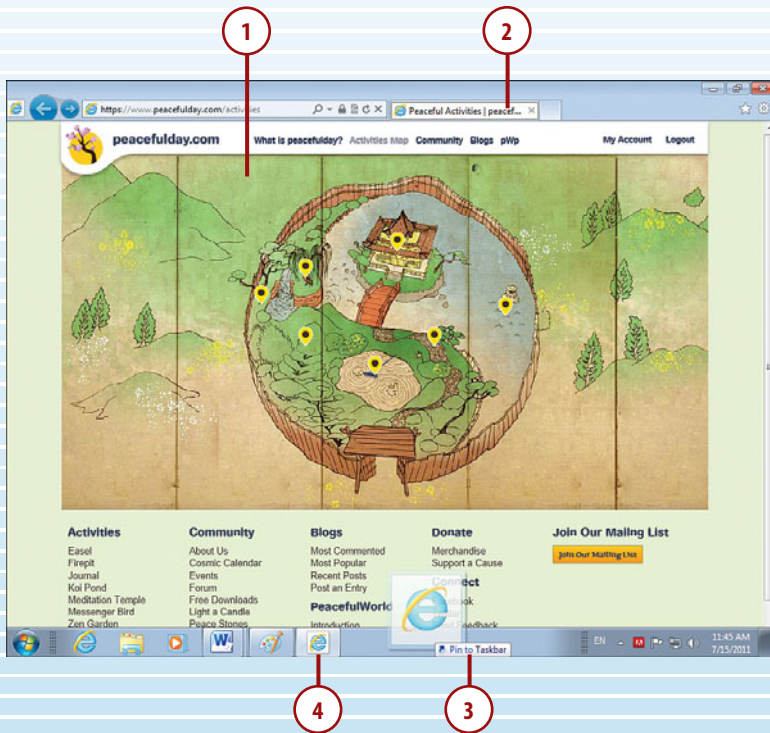 1
2
https://www.peacefulday.com/activities
Peaceful Activities | peacef...
peacefulday.com
What is peacefulday? Activities Map Community Blogs pWp
My Account Logout
Activities
Easel
Firepit
Journal
Koi Pond
Meditation Temple
Messenger Bird
Zen Garden
Community
About Us
Cosmic Calendar
Events
Forum
Free Downloads
Light a Candle
Peace Stones
Blogs
Most Commented
Most Popular
Recent Posts
Post an Entry
PeacefulWorld
Introduction
Donate
Merchandise
Support a Cause
Connect
Feedback
Join Our Mailng List
Join Our Mailing List
Pin to Taskbar
EN
11:45 AM
7/15/2011
4
3